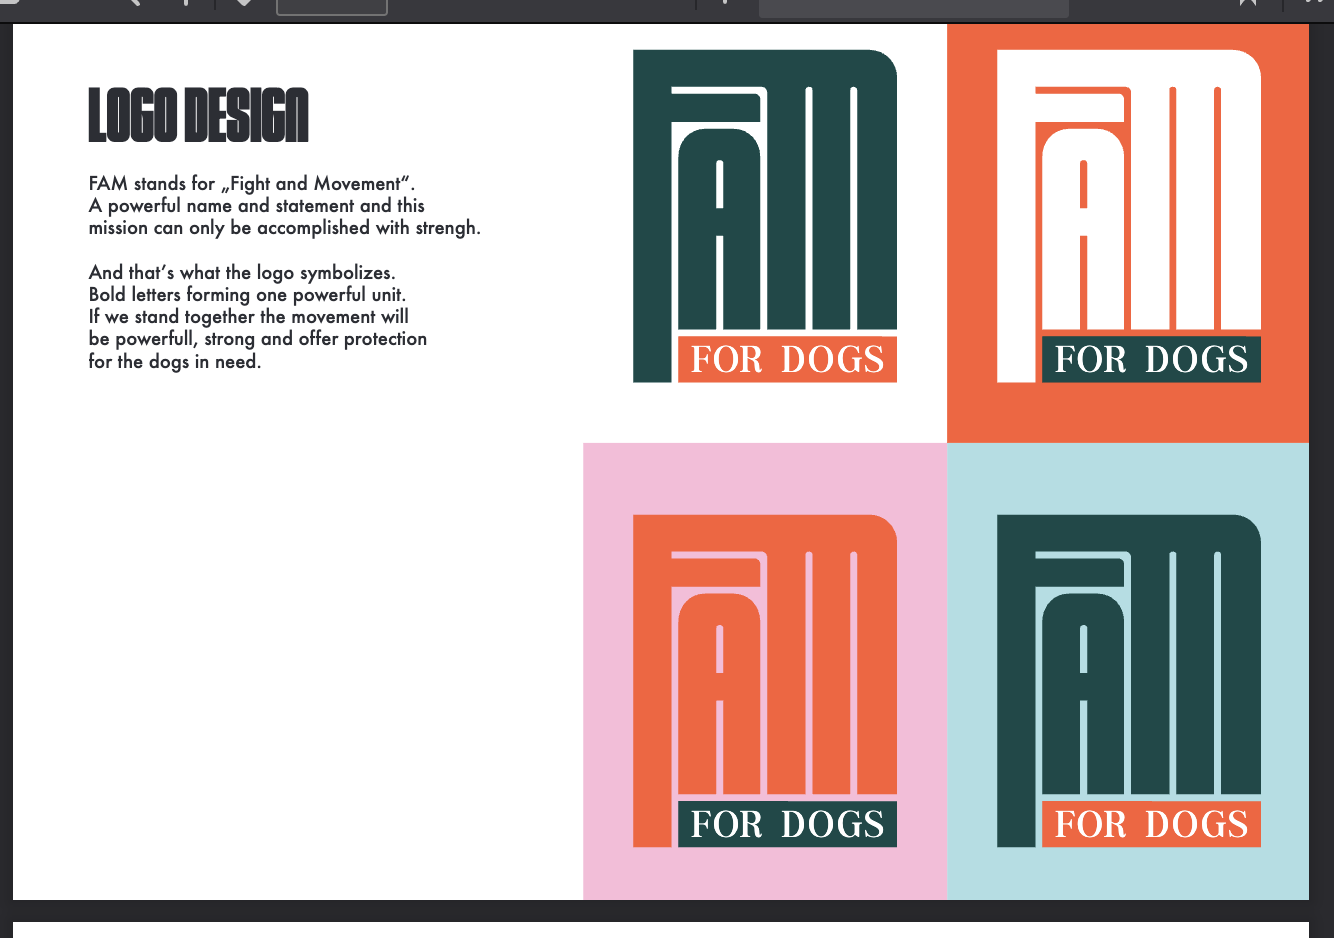 LOGO DESIGN
FAM stands for „Fight and Movement“.
A powerful name and statement and this
mission can only be accomplished with strengh.
And that’s what the logo symbolizes.
Bold letters forming one powerful unit.
If we stand together the movement will
be powerfull, strong and offer protection
for the dogs in need.
FAM
FOR DOGS
FAM
FOR DOGS
FAM
FOR DOGS
FAM
FOR DOGS